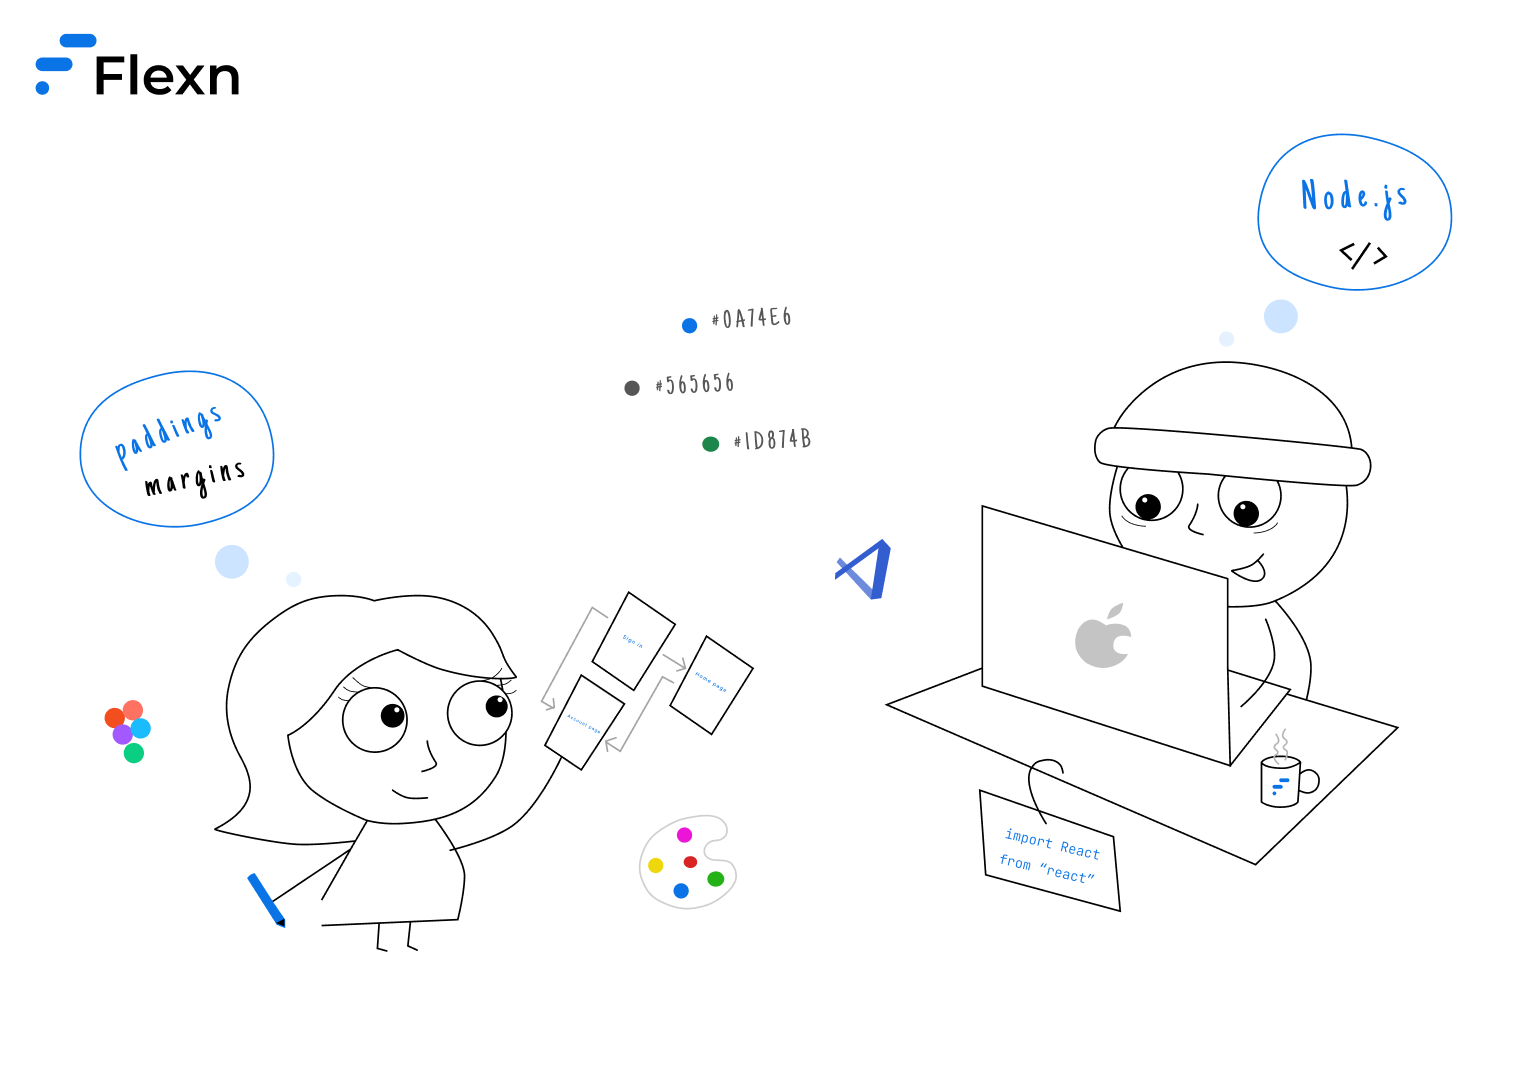 Flexn
Node.js
</>
#0A74E6
#565656
#1D874B
paddings
margins
Sign in
Home page
Account page
import React
from “react”